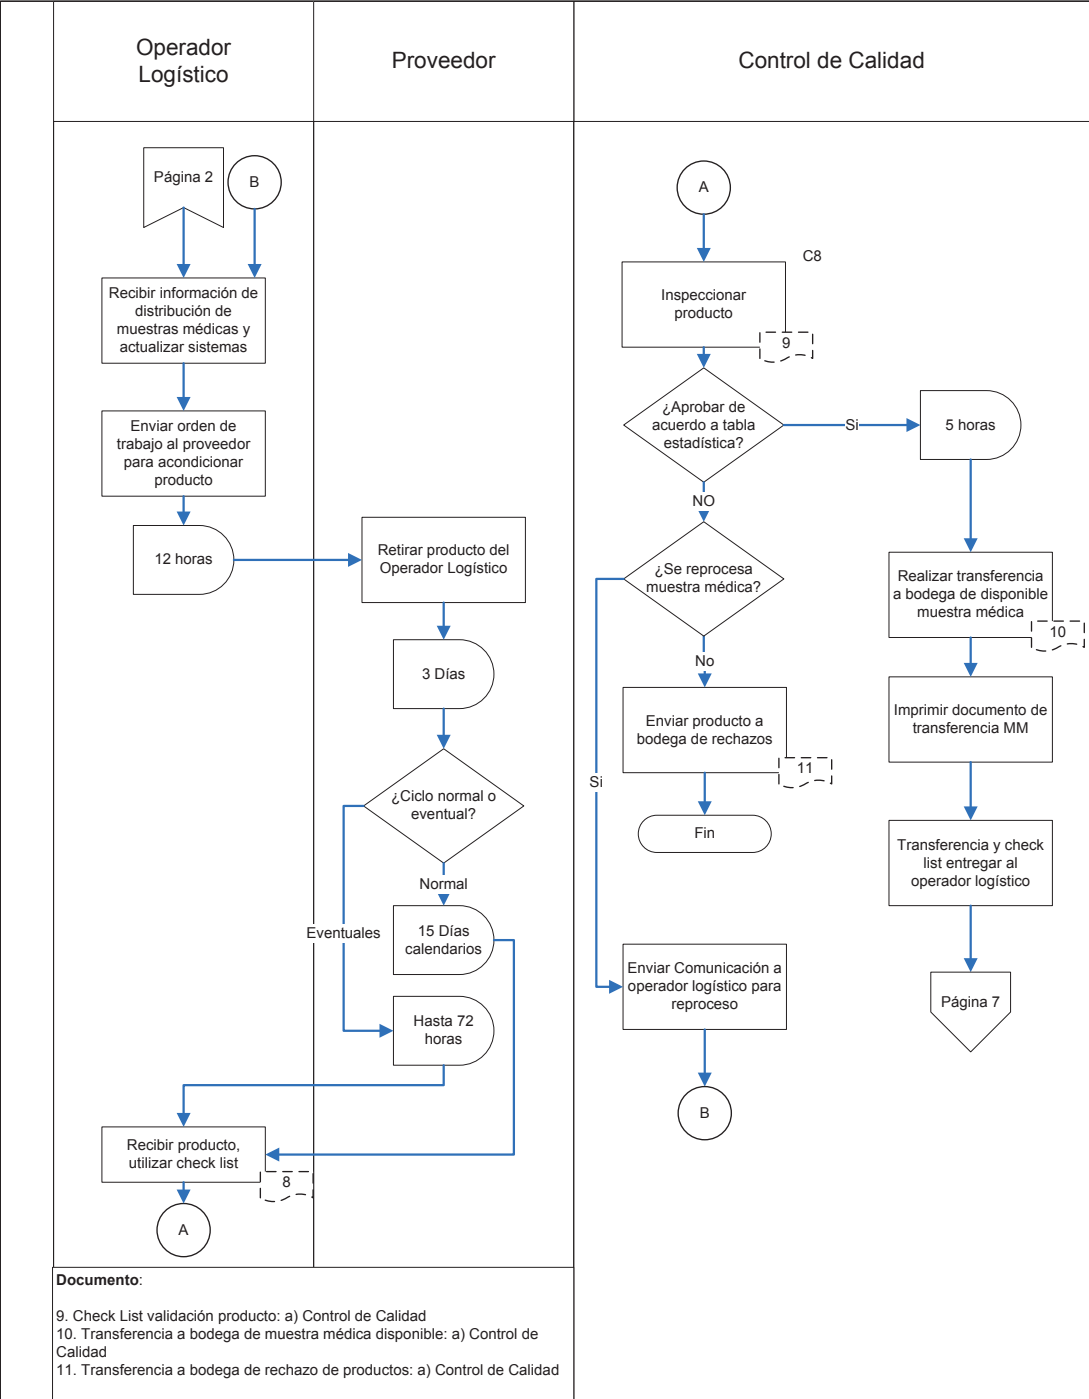 Operador
Logístico
Proveedor
Control de Calidad
Página 2
B
Recibir información de
distribución de
muestras médicas y
actualizar sistemas
Enviar orden de
trabajo al proveedor
para acondicionar
producto
12 horas
Retirar producto del
Operador Logístico
3 Días
¿Ciclo normal o
eventual?
Normal
Eventuales
15 Días
calendarios
Hasta 72
horas
Recibir producto,
utilizar check list
8
A
A
C8
Inspeccionar
producto
9
¿Aprobar de
acuerdo a tabla
estadística?
Si
5 horas
NO
¿Se reprocesa
muestra médica?
No
Si
Enviar producto a
bodega de rechazos
11
Fin
Enviar Comunicación a
operador logístico para
reproceso
B
Realizar transferencia
a bodega de disponible
muestra médica
10
Imprimir documento de
transferencia MM
Transferencia y check
list entregar al
operador logístico
Página 7
Documento:
9. Check List validación producto: a) Control de Calidad
10. Transferencia a bodega de muestra médica disponible: a) Control de
Calidad
11. Transferencia a bodega de rechazo de productos: a) Control de Calidad